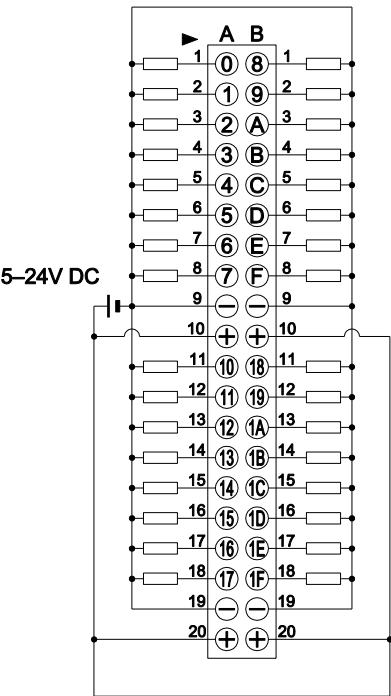 A B
1 0 8 1
2 1 9 2
3 2 A 3
4 3 B 4
5 4 C 5
6 5 D 6
7 6 E 7
8 7 F 8
5–24V DC
9 − − 9
10 + + 10
11 10 18 11
12 11 19 12
13 12 1A 13
14 13 1B 14
15 14 1C 15
16 15 1D 16
17 16 1E 17
18 17 1F 18
19 − − 19
20 + + 20